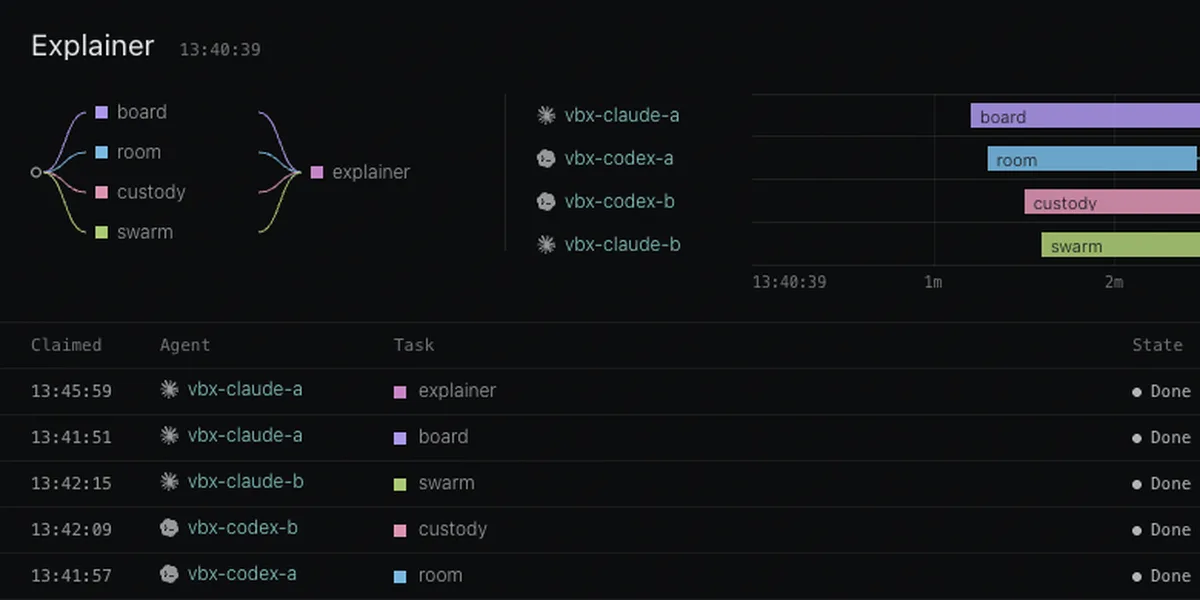 Explainer 13:40:39
board
room
custody
swarm
explainer
vbx-claude-a
vbx-codex-a
vbx-codex-b
vbx-claude-b
board
room
custody
swarm
13:40:39 1m 2m
Claimed Agent Task State
13:45:59 vbx-claude-a explainer Done
13:41:51 vbx-claude-a board Done
13:42:15 vbx-claude-b swarm Done
13:42:09 vbx-codex-b custody Done
13:41:57 vbx-codex-a room Done